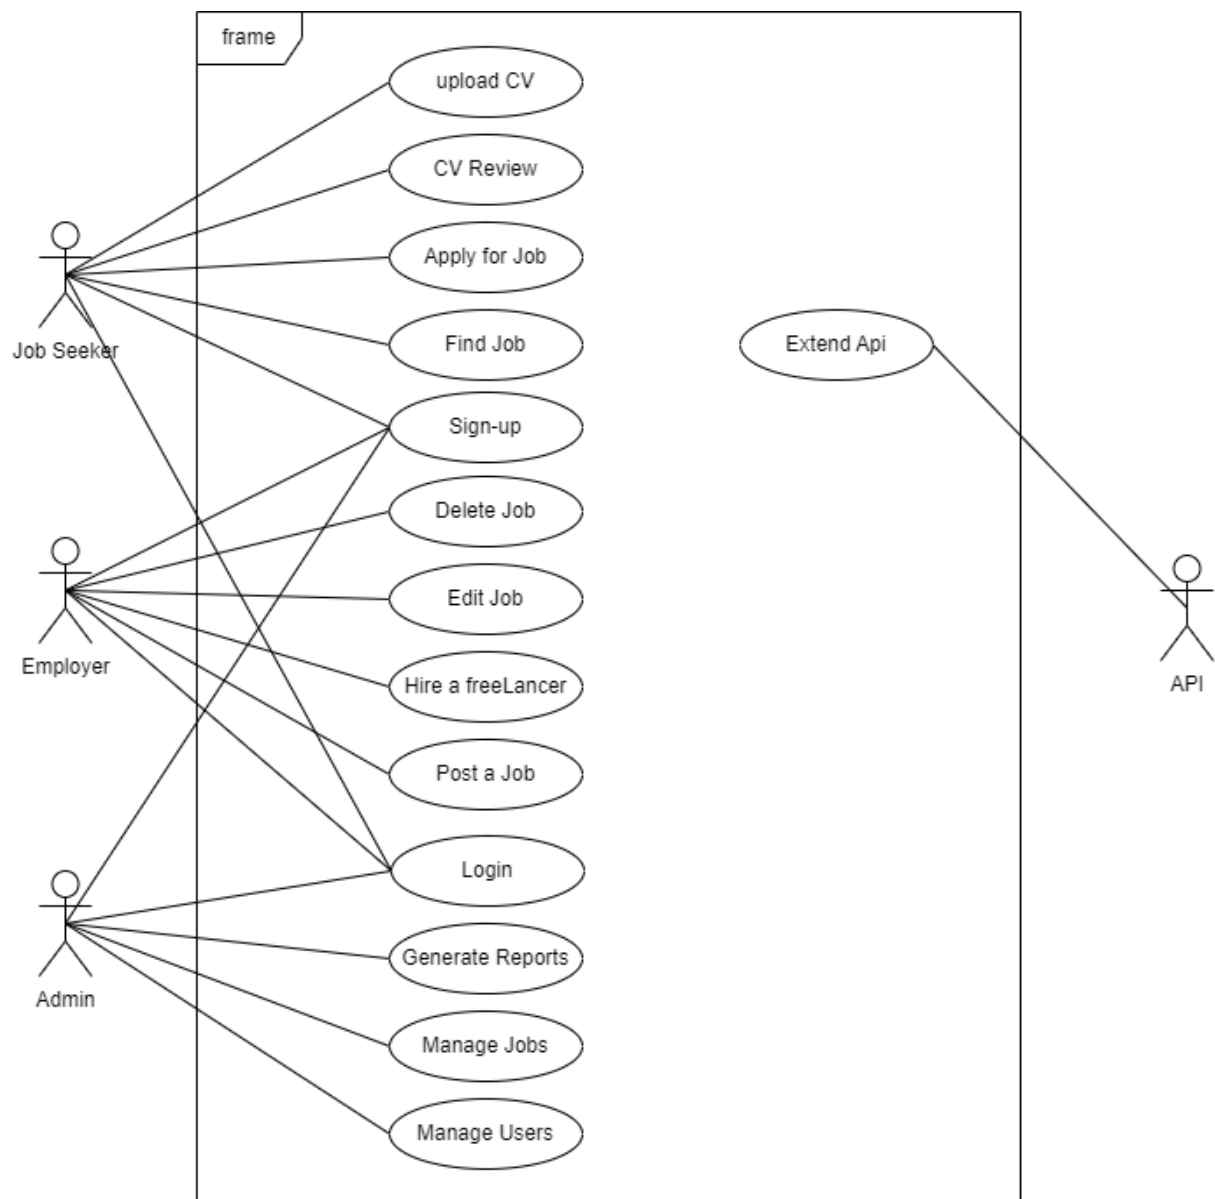 frame
upload CV
CV Review
Apply for Job
Job Seeker
Find Job
Extend Api
Sign-up
Delete Job
Edit Job
Employer
Hire a freeLancer
API
Post a Job
Login
Generate Reports
Admin
Manage Jobs
Manage Users